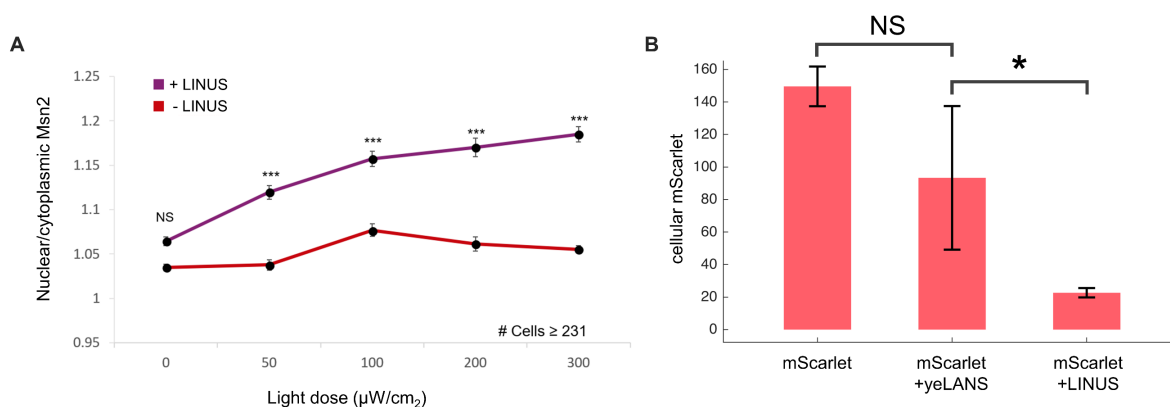 A
Nuclear/cytoplasmic Msn2
1.25
1.2
1.15
1.1
1.05
1
0.95
+ LINUS
- LINUS
NS
***
***
***
***
# Cells ≥ 231
0
50
100
200
300
Light dose (µW/cm₂)
B
NS
*
cellular mScarlet
160
140
120
100
80
60
40
20
0
mScarlet
mScarlet
+yeLANS
mScarlet
+LINUS